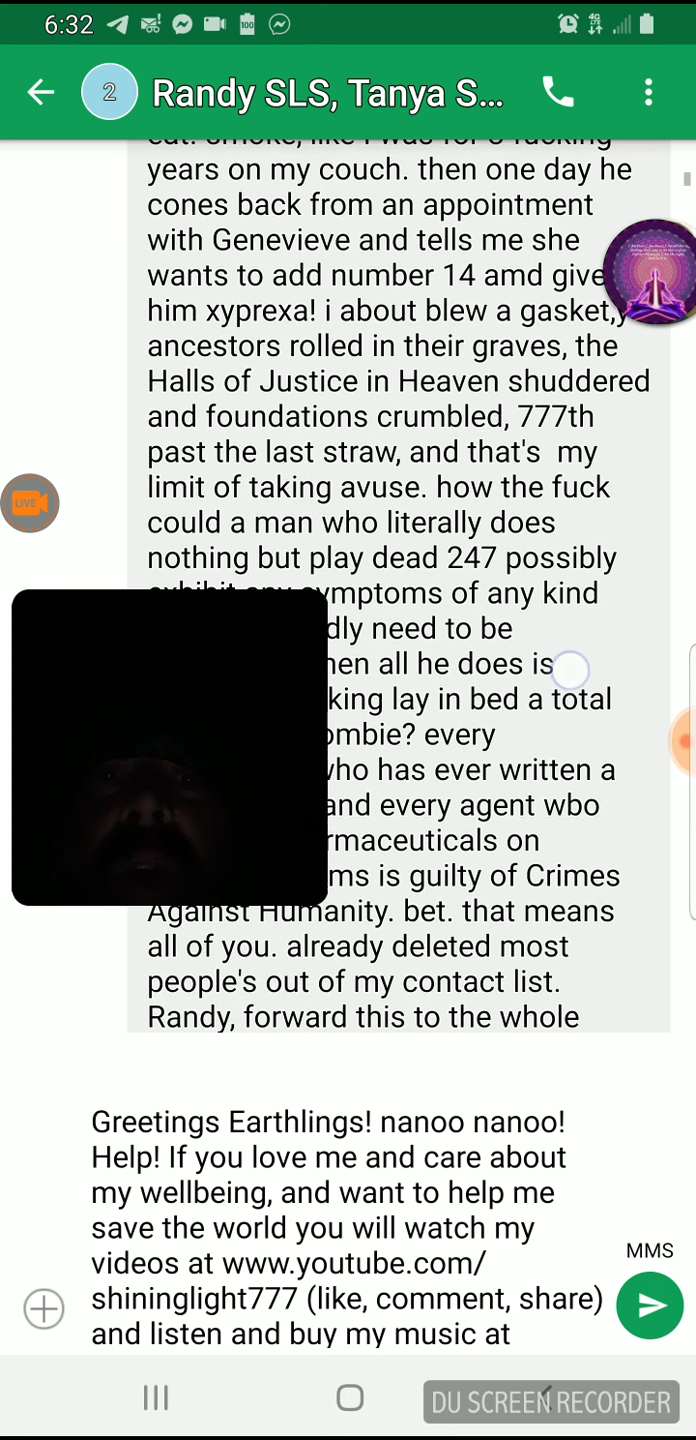 6:32
100
4G
2
Randy SLS, Tanya S...
years on my couch. then one day he
cones back from an appointment
with Genevieve and tells me she
wants to add number 14 amd give
him xyprexa! i about blew a gasket,y
ancestors rolled in their graves, the
Halls of Justice in Heaven shuddered
and foundations crumbled, 777th
past the last straw, and that's my
limit of taking avuse. how the fuck
could a man who literally does
nothing but play dead 247 possibly
exhibit any symptoms of any kind
dly need to be
hen all he does is
king lay in bed a total
ombie? every
who has ever written a
and every agent wbo
rmaceuticals on
ms is guilty of Crimes
Against Humanity. bet. that means
all of you. already deleted most
people's out of my contact list.
Randy, forward this to the whole
LIVE
Greetings Earthlings! nanoo nanoo!
Help! If you love me and care about
my wellbeing, and want to help me
save the world you will watch my
videos at www.youtube.com/
shininglight777 (like, comment, share)
and listen and buy my music at
MMS
DU SCREEN RECORDER